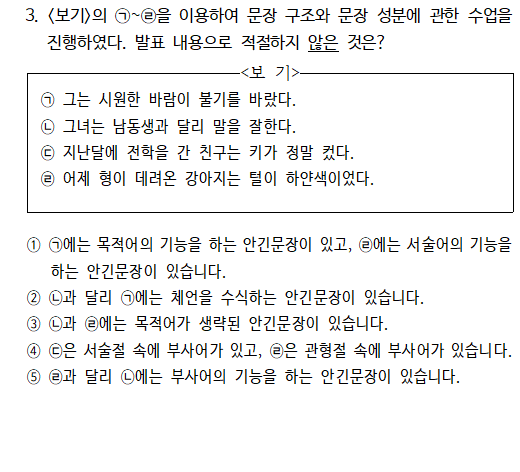 3. <보기>의 ㉠~㉣을 이용하여 문장 구조와 문장 성분에 관한 수업을
진행하였다. 발표 내용으로 적절하지 않은 것은?
<보 기>
㉠ 그는 시원한 바람이 불기를 바랐다.
㉡ 그녀는 남동생과 달리 말을 잘한다.
㉢ 지난달에 전학을 간 친구는 키가 정말 컸다.
㉣ 어제 형이 데려온 강아지는 털이 하얀색이었다.
① ㉠에는 목적어의 기능을 하는 안긴문장이 있고, ㉣에는 서술어의 기능을
하는 안긴문장이 있습니다.
② ㉡과 달리 ㉠에는 체언을 수식하는 안긴문장이 있습니다.
③ ㉡과 ㉣에는 목적어가 생략된 안긴문장이 있습니다.
④ ㉢은 서술절 속에 부사어가 있고, ㉣은 관형절 속에 부사어가 있습니다.
⑤ ㉣과 달리 ㉡에는 부사어의 기능을 하는 안긴문장이 있습니다.